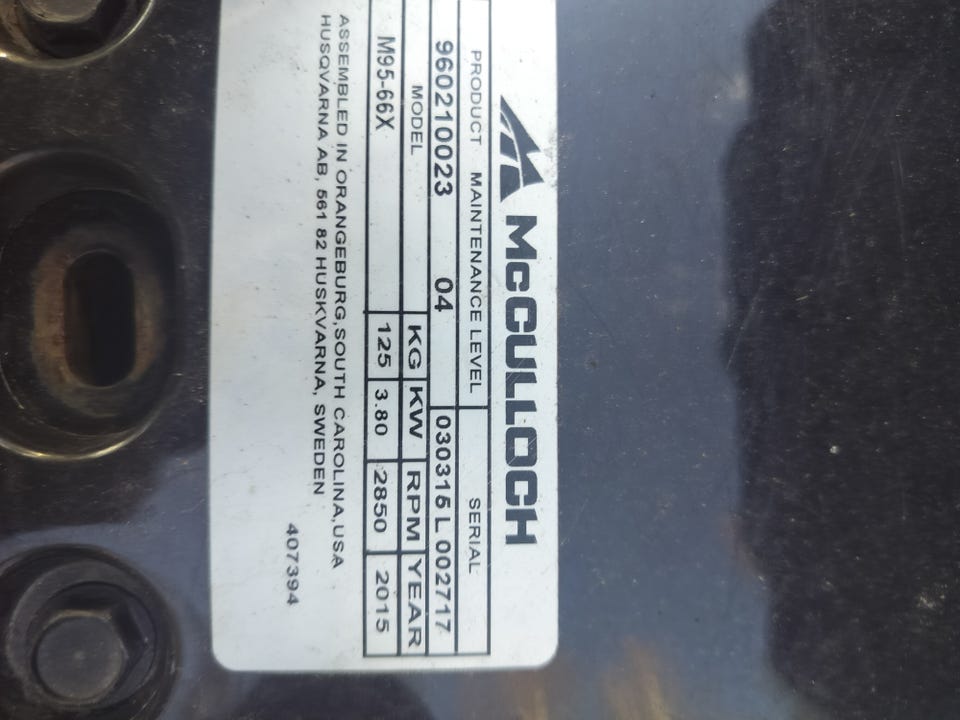 McCULLOCH
PRODUCT MAINTENANCE LEVEL SERIAL
960210023 04 030315 L 002717
MODEL KG KW RPM YEAR
M95-66X 125 3.80 2850 2015
ASSEMBLED IN ORANGEBURG,SOUTH CAROLINA,USA
HUSQVARNA AB, 561 82 HUSKVARNA, SWEDEN
407394